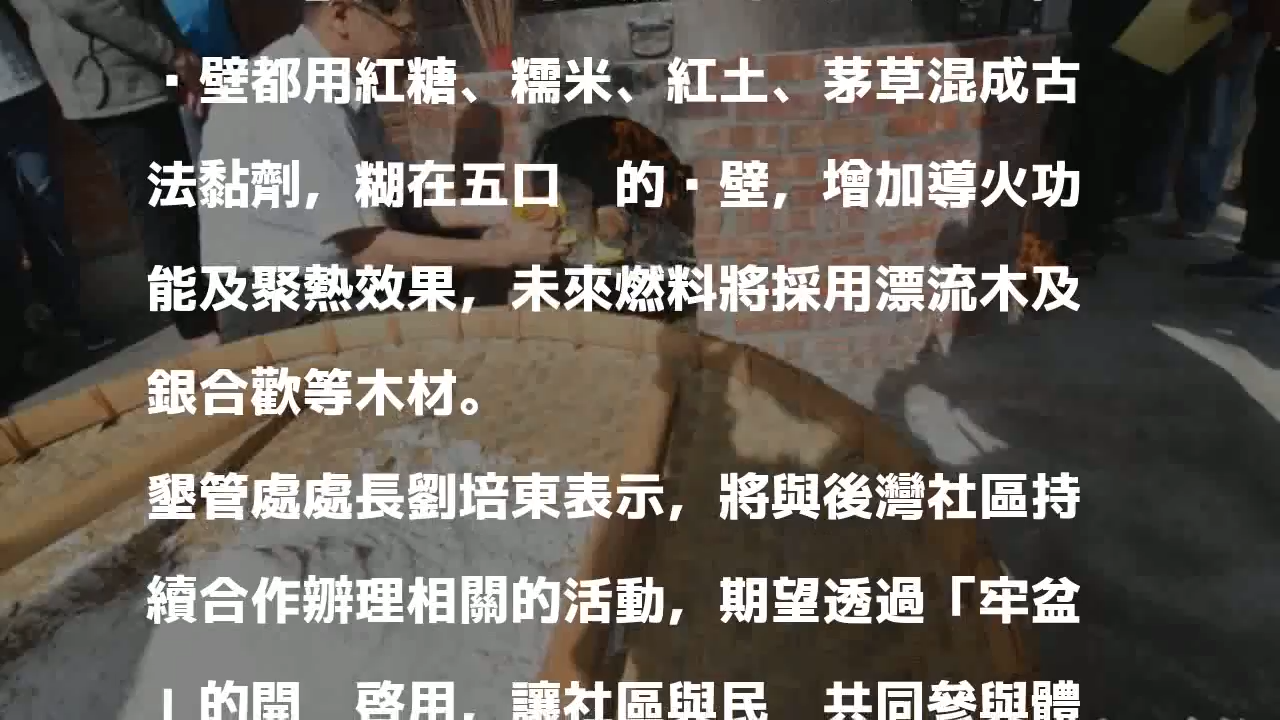 ▪壁都用紅糖、糯米、紅土、茅草混成古
法黏劑，糊在五口　的▪壁，增加導火功
能及聚熱效果，未來燃料將採用漂流木及
銀合歡等木材。
墾管處處長劉培東表示，將與後灣社區持
續合作辦理相關的活動，期望透過「牢盆
」的開　啓用，讓社區與民　共同參與體